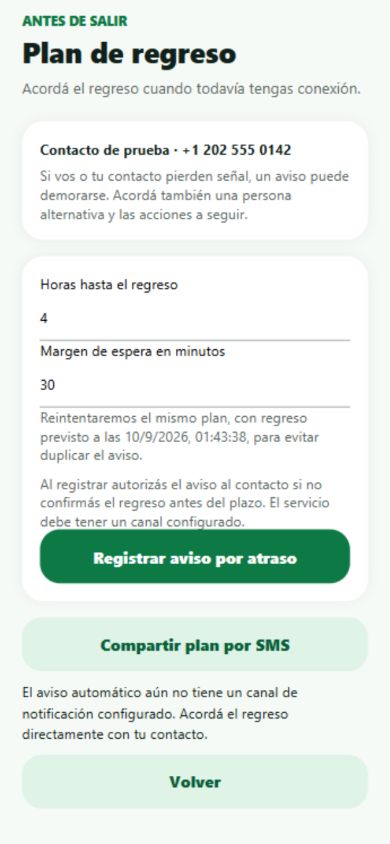 ANTES DE SALIR
Plan de regreso
Acordá el regreso cuando todavía tengas conexión.
Contacto de prueba · +1 202 555 0142
Si vos o tu contacto pierden señal, un aviso puede
demorarse. Acordá también una persona
alternativa y las acciones a seguir.
Horas hasta el regreso
4
Margen de espera en minutos
30
Reintentaremos el mismo plan, con regreso
previsto a las 10/9/2026, 01:43:38, para evitar
duplicar el aviso.
Al registrar autorizás el aviso al contacto si no
confirmás el regreso antes del plazo. El servicio
debe tener un canal configurado.
Registrar aviso por atraso
Compartir plan por SMS
El aviso automático aún no tiene un canal de
notificación configurado. Acordá el regreso
directamente con tu contacto.
Volver